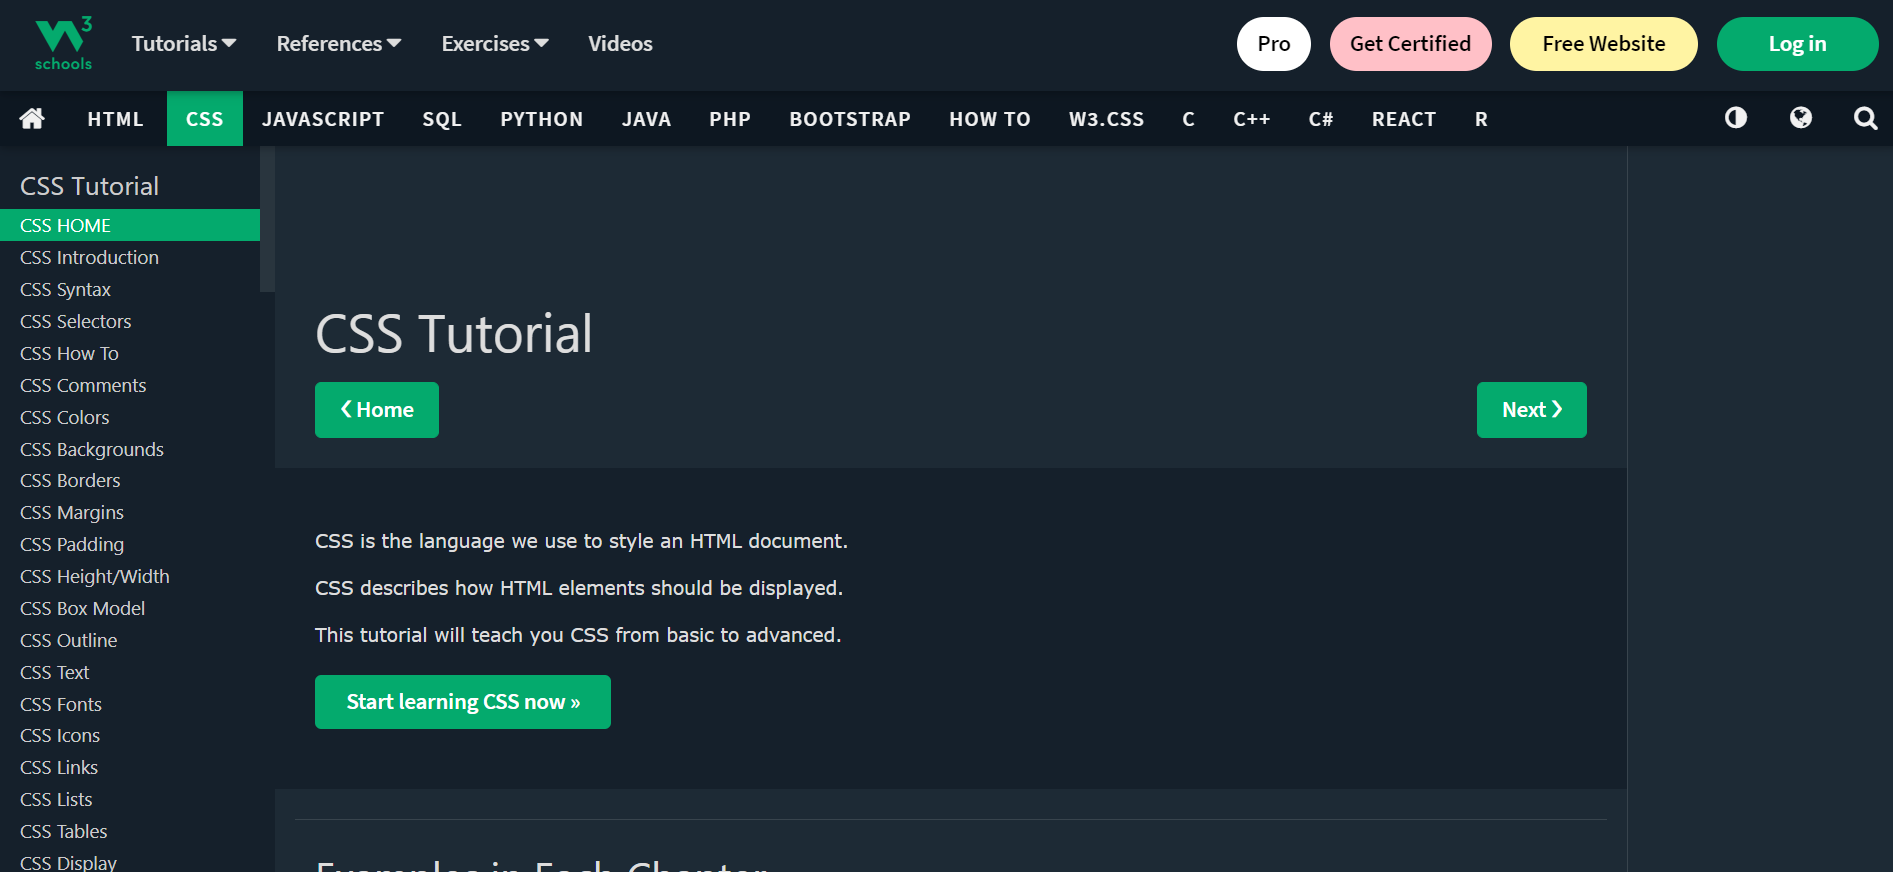 3
schools
Tutorials References Exercises Videos Pro Get Certified Free Website Log in
HTML CSS JAVASCRIPT SQL PYTHON JAVA PHP BOOTSTRAP HOW TO W3.CSS C C++ C# REACT R
CSS Tutorial
CSS HOME
CSS Introduction
CSS Syntax
CSS Selectors
CSS How To
CSS Comments
CSS Colors
CSS Backgrounds
CSS Borders
CSS Margins
CSS Padding
CSS Height/Width
CSS Box Model
CSS Outline
CSS Text
CSS Fonts
CSS Icons
CSS Links
CSS Lists
CSS Tables
CSS Display
CSS Tutorial
❮ Home Next ❯
CSS is the language we use to style an HTML document.
CSS describes how HTML elements should be displayed.
This tutorial will teach you CSS from basic to advanced.
Start learning CSS now »
Examples in Each Chapter